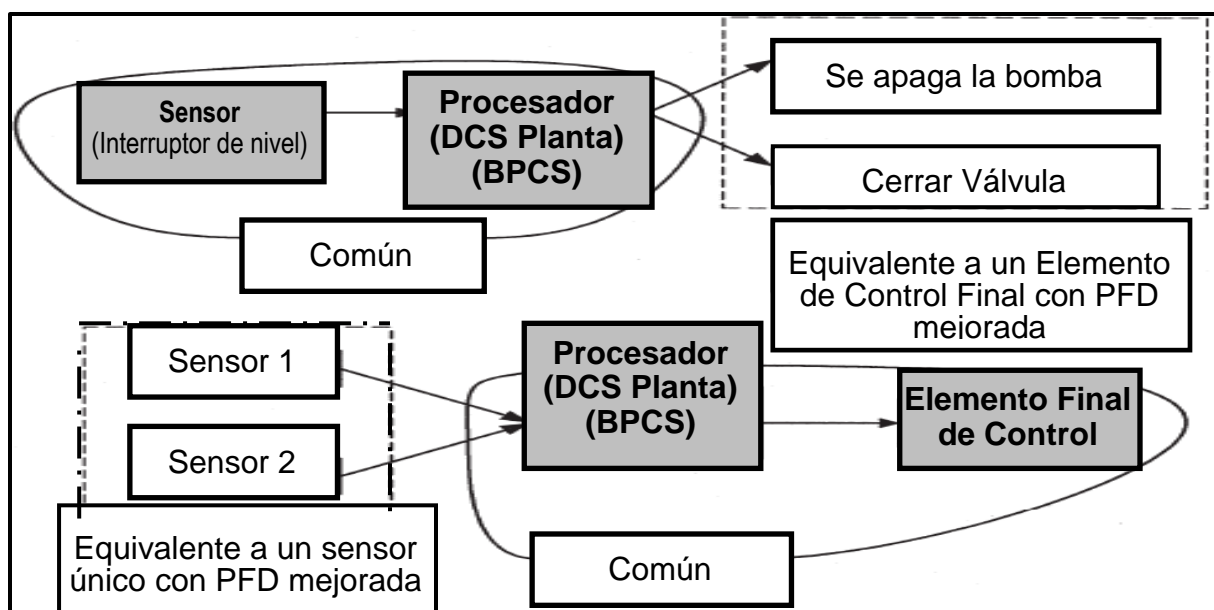 Sensor
(Interruptor de nivel)
Procesador
(DCS Planta)
(BPCS)
Se apaga la bomba
Cerrar Válvula
Común
Equivalente a un Elemento
de Control Final con PFD
mejorada
Sensor 1
Sensor 2
Equivalente a un sensor
único con PFD mejorada
Procesador
(DCS Planta)
(BPCS)
Elemento Final
de Control
Común